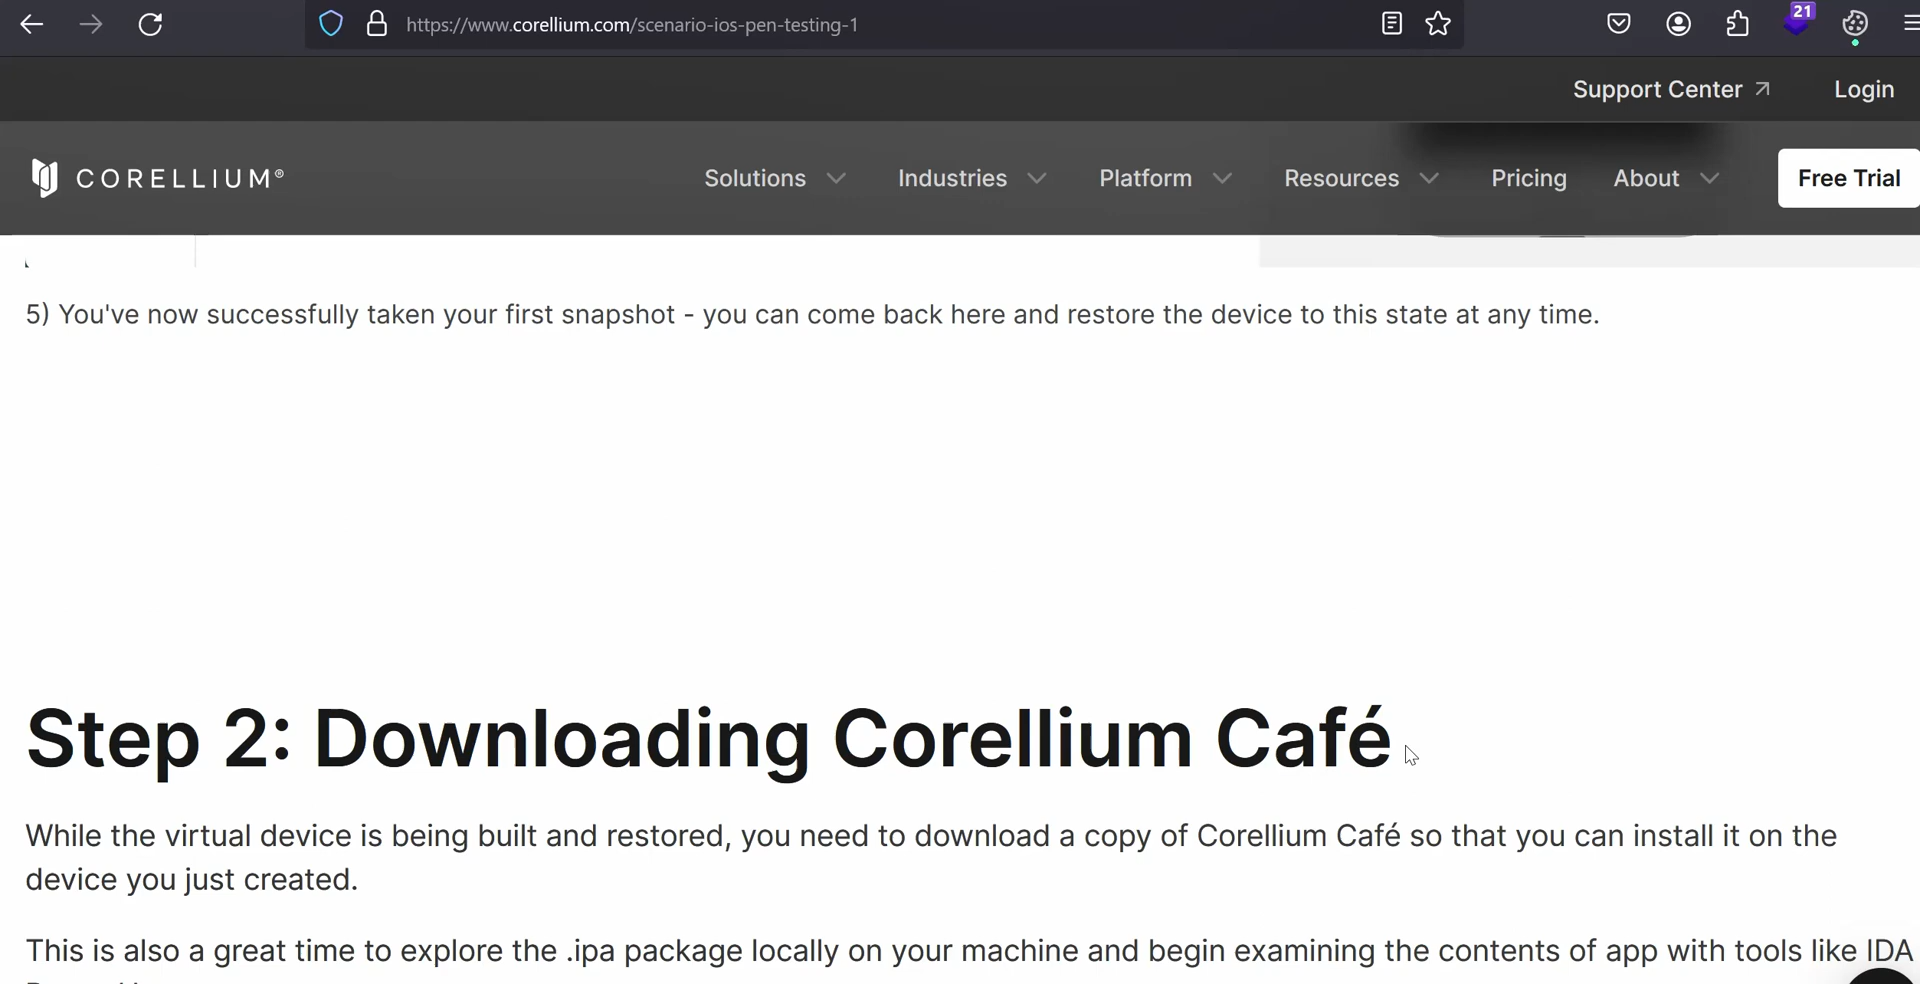 https://www.corellium.com/scenario-ios-pen-testing-1
21
Support Center
Login
CORELLIUM®
Solutions
Industries
Platform
Resources
Pricing
About
Free Trial
5) You've now successfully taken your first snapshot - you can come back here and restore the device to this state at any time.
Step 2: Downloading Corellium Café
While the virtual device is being built and restored, you need to download a copy of Corellium Café so that you can install it on the
device you just created.
This is also a great time to explore the .ipa package locally on your machine and begin examining the contents of app with tools like IDA